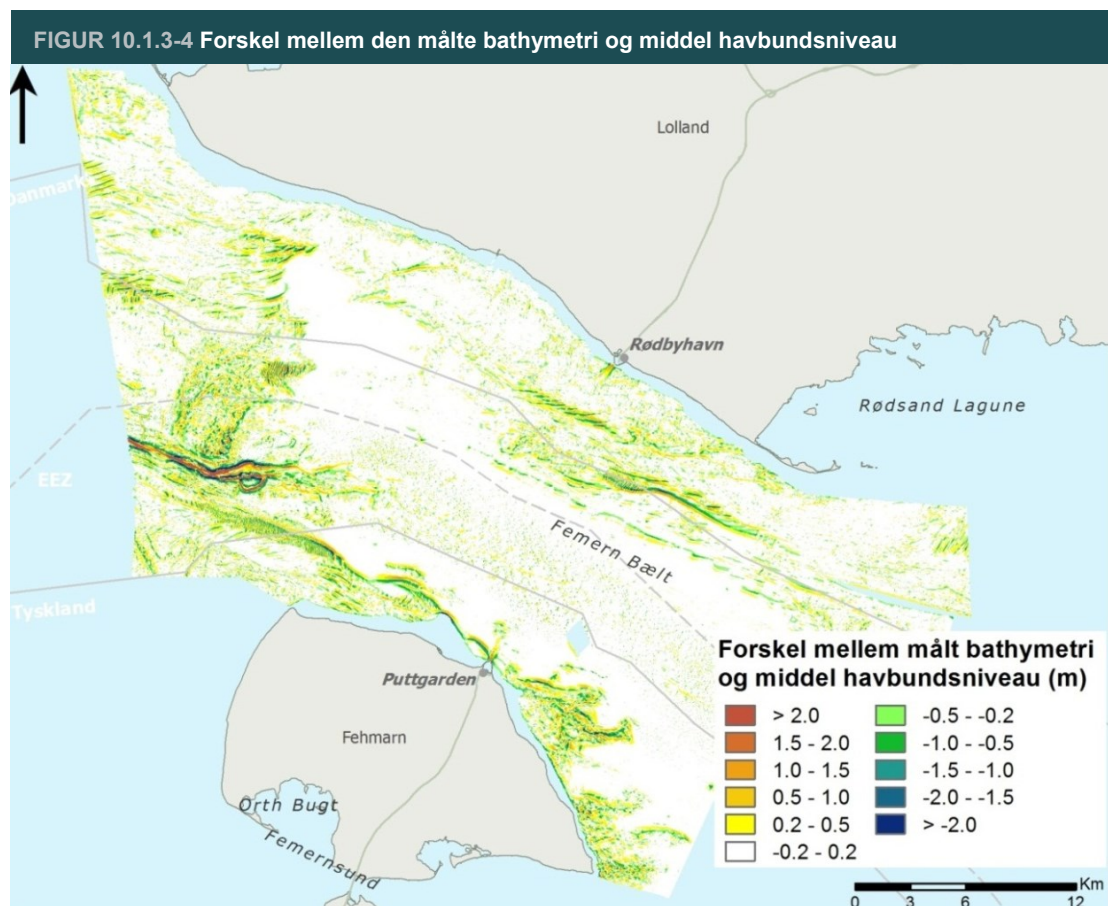 FIGUR 10.1.3-4 Forskel mellem den målte bathymetri og middel havbundsniveau
Lolland
Danmark
Rødbyhavn
Rødsand Lagune
EEZ
Femern Bælt
Tyskland
Puttgarden
Fehmarn
Orth Bugt
Femernsund
Forskel mellem målt bathymetri
og middel havbundsniveau (m)
> 2.0
1.5 - 2.0
1.0 - 1.5
0.5 - 1.0
0.2 - 0.5
-0.2 - 0.2
-0.5 - -0.2
-1.0 - -0.5
-1.5 - -1.0
-2.0 - -1.5
> -2.0
Km
0 3 6 12